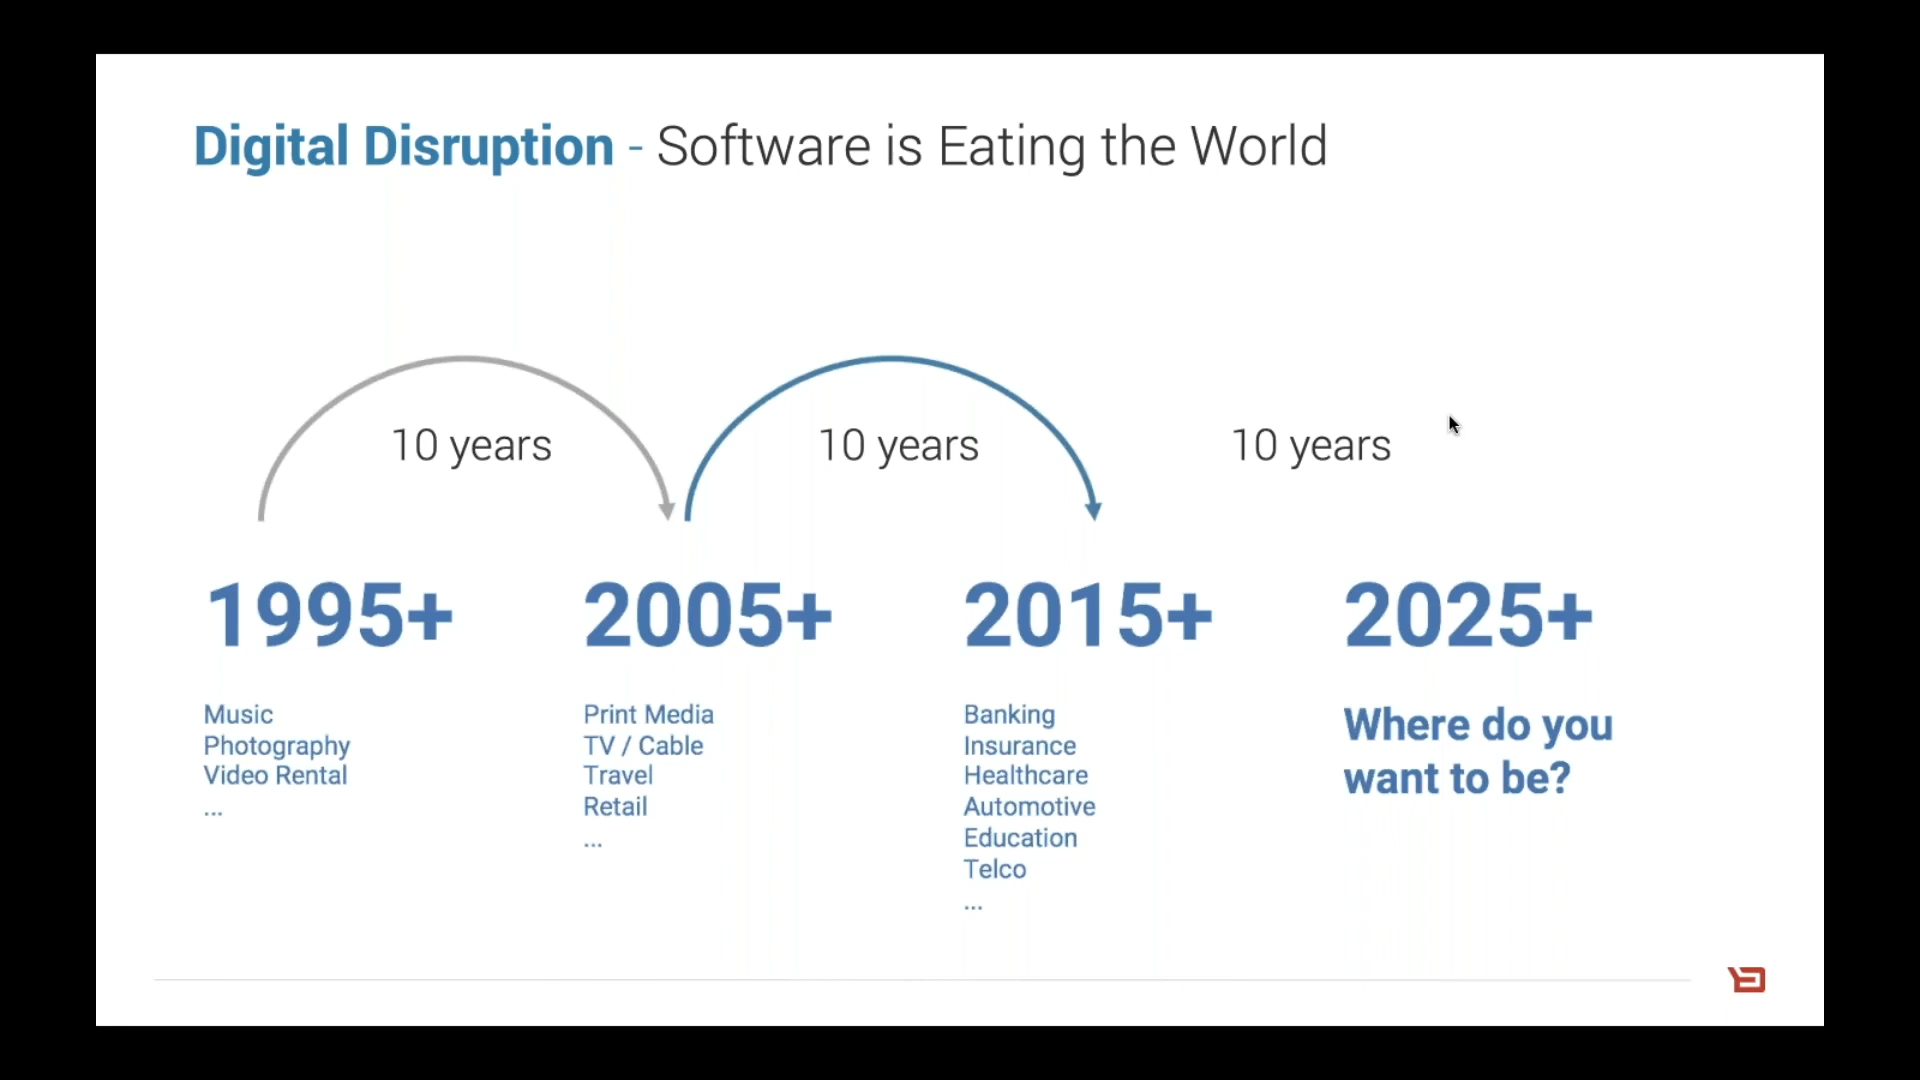 Digital Disruption - Software is Eating the World
10 years
10 years
10 years
1995+
Music
Photography
Video Rental
...
2005+
Print Media
TV / Cable
Travel
Retail
...
2015+
Banking
Insurance
Healthcare
Automotive
Education
Telco
...
2025+
Where do you
want to be?